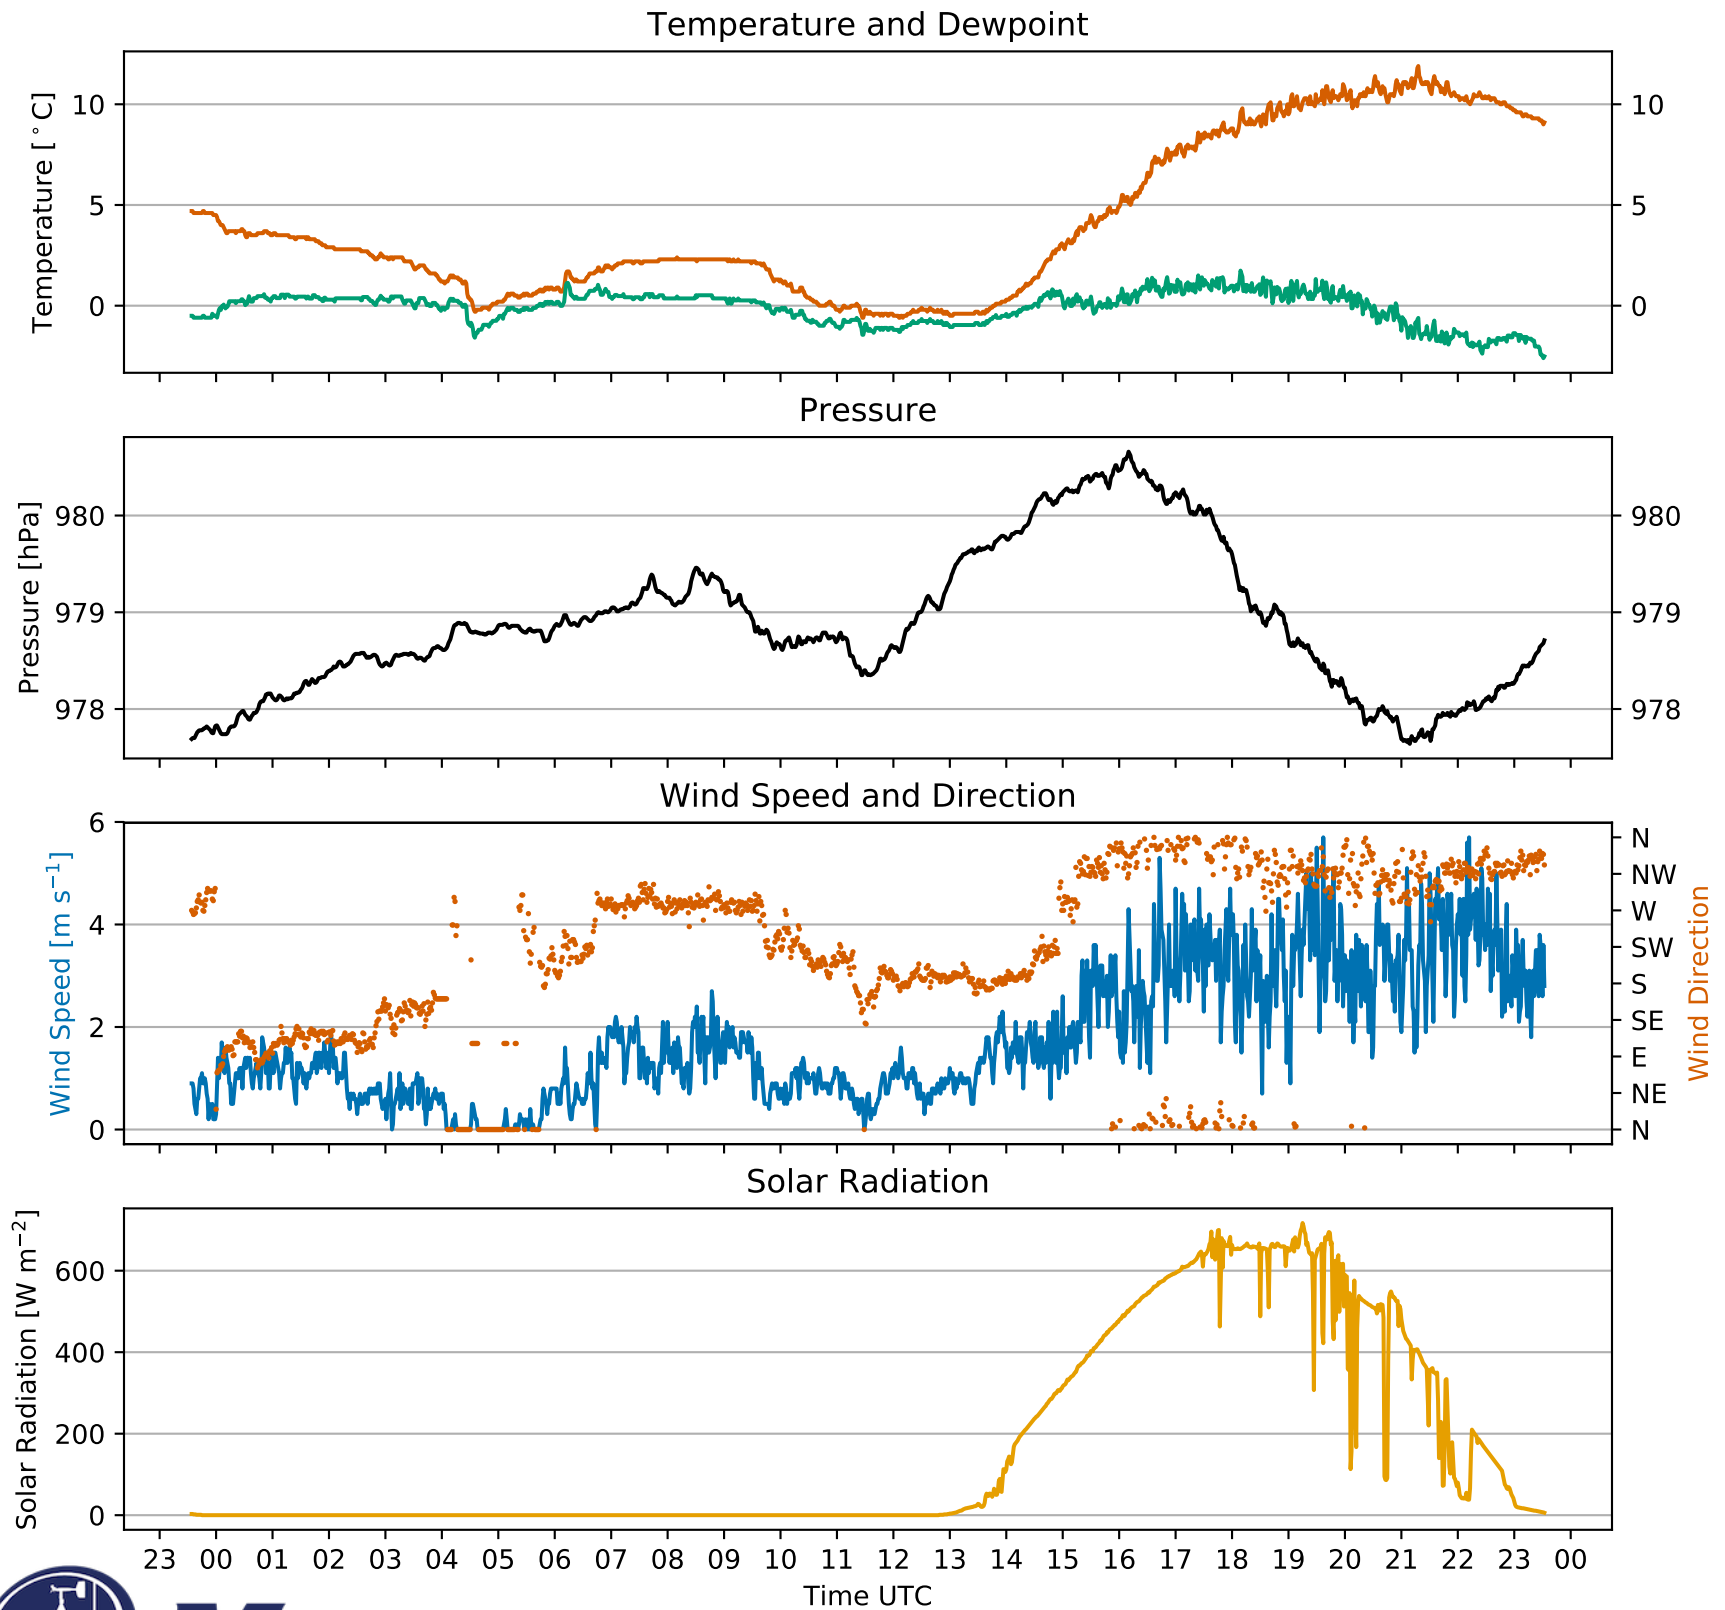 Temperature and Dewpoint
Temperature [°C]
10 10
5 5
0 0
Pressure
Pressure [hPa]
980 980
979 979
978 978
Wind Speed and Direction
Wind Speed [m s−1]
Wind Direction
6
4
2
0
N
NW
W
SW
S
SE
E
NE
N
Solar Radiation
Solar Radiation [W m−2]
600
400
200
0
23 00 01 02 03 04 05 06 07 08 09 10 11 12 13 14 15 16 17 18 19 20 21 22 23 00
Time UTC